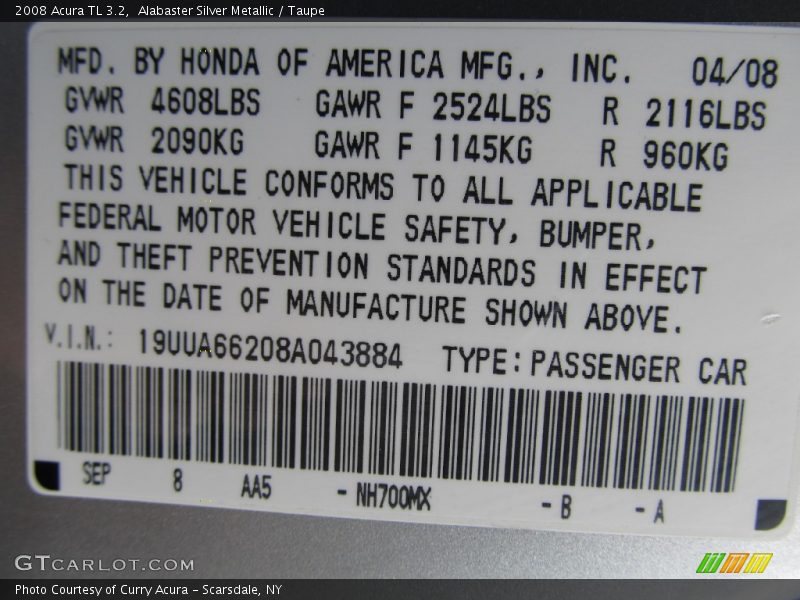 2008 Acura TL 3.2,  Alabaster Silver Metallic / Taupe
MFD. BY HONDA OF AMERICA MFG., INC. 04/08
GVWR 4608LBS GAWR F 2524LBS R 2116LBS
GVWR 2090KG GAWR F 1145KG R 960KG
THIS VEHICLE CONFORMS TO ALL APPLICABLE
FEDERAL MOTOR VEHICLE SAFETY, BUMPER,
AND THEFT PREVENTION STANDARDS IN EFFECT
ON THE DATE OF MANUFACTURE SHOWN ABOVE.
V.I.N.: 19UUA66208A043884 TYPE: PASSENGER CAR
SEP 8 AA5 - NH700MX - B - A
GTCARLOT.COM
Photo Courtesy of Curry Acura - Scarsdale, NY